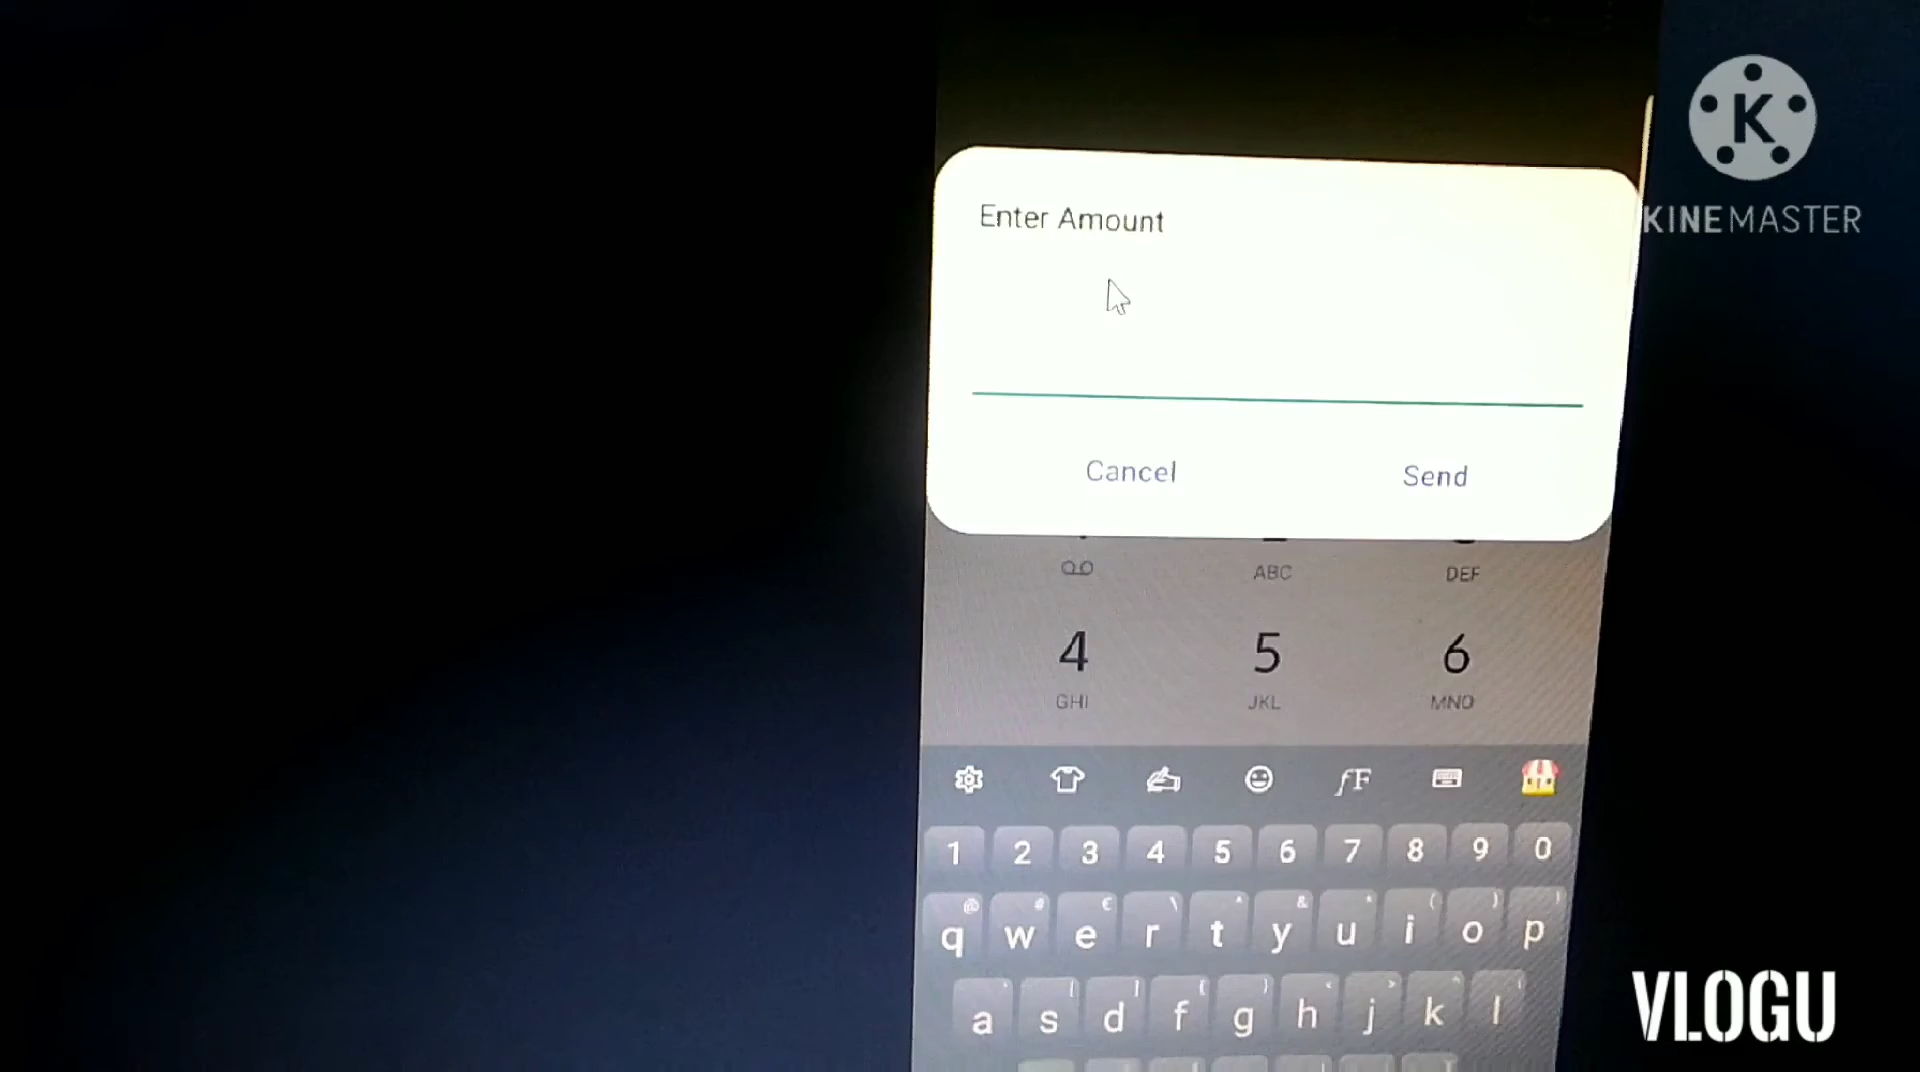 K
KINEMASTER
Enter Amount
Cancel Send
ABC DEF
4 5 6
GHI JKL MNO
fF
1 2 3 4 5 6 7 8 9 0
@ # € \ & * ( ) !
q w e r t y u i o p
a s d f g h j k l
VLOGU